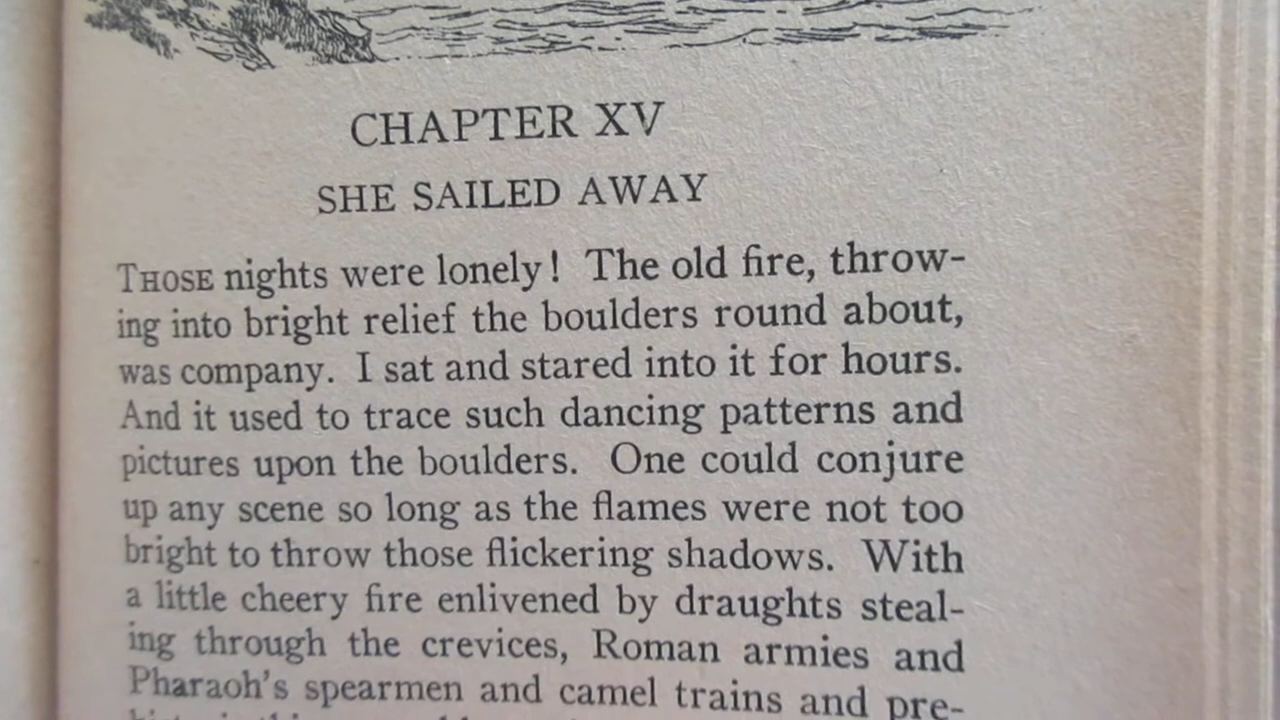 CHAPTER XV
SHE SAILED AWAY
THOSE nights were lonely! The old fire, throw-
ing into bright relief the boulders round about,
was company. I sat and stared into it for hours.
And it used to trace such dancing patterns and
pictures upon the boulders. One could conjure
up any scene so long as the flames were not too
bright to throw those flickering shadows. With
a little cheery fire enlivened by draughts steal-
ing through the crevices, Roman armies and
Pharaoh's spearmen and camel trains and pre-